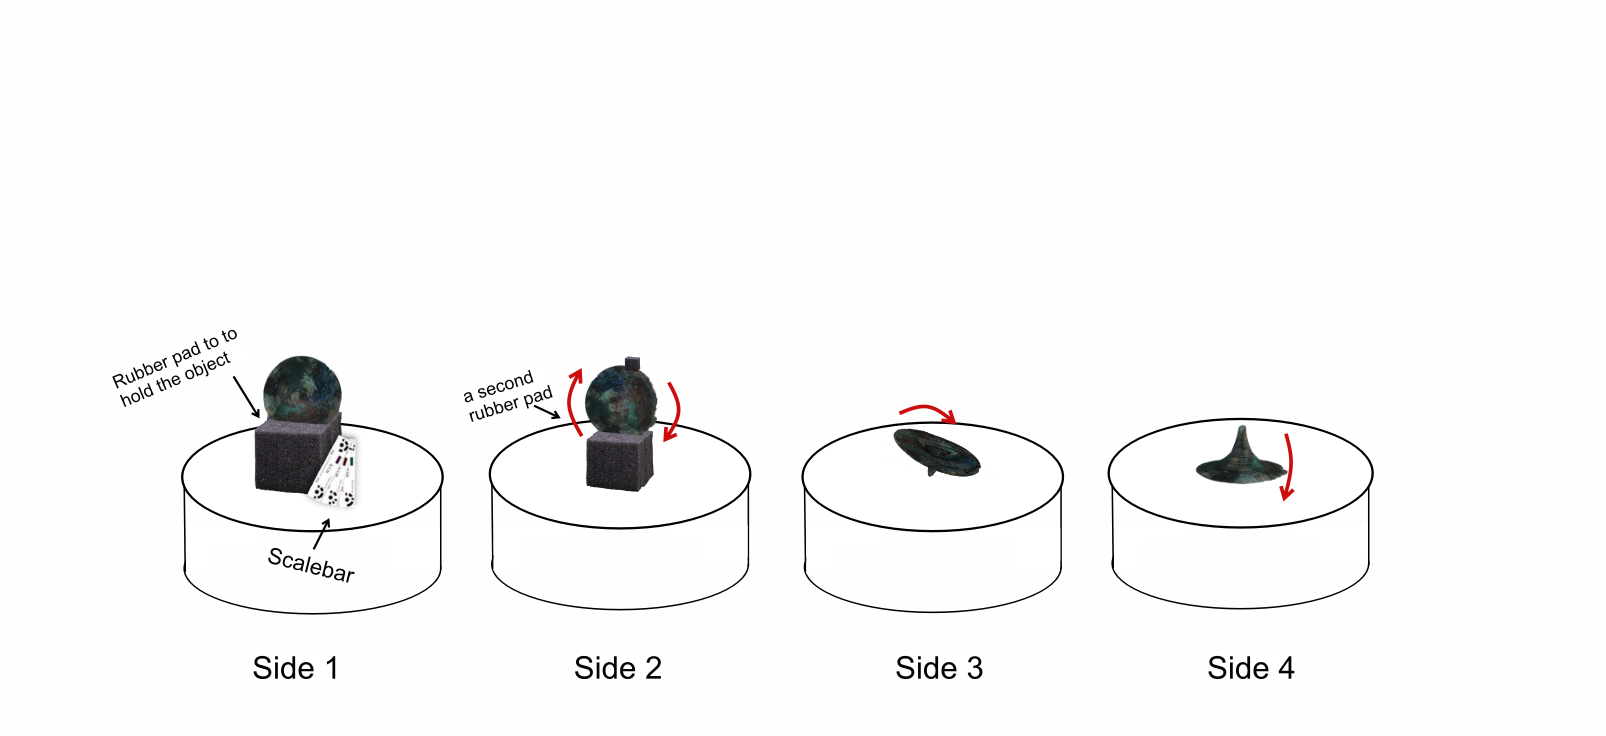 Rubber pad to to
hold the object
a second
rubber pad
Scalebar
Side 1
Side 2
Side 3
Side 4